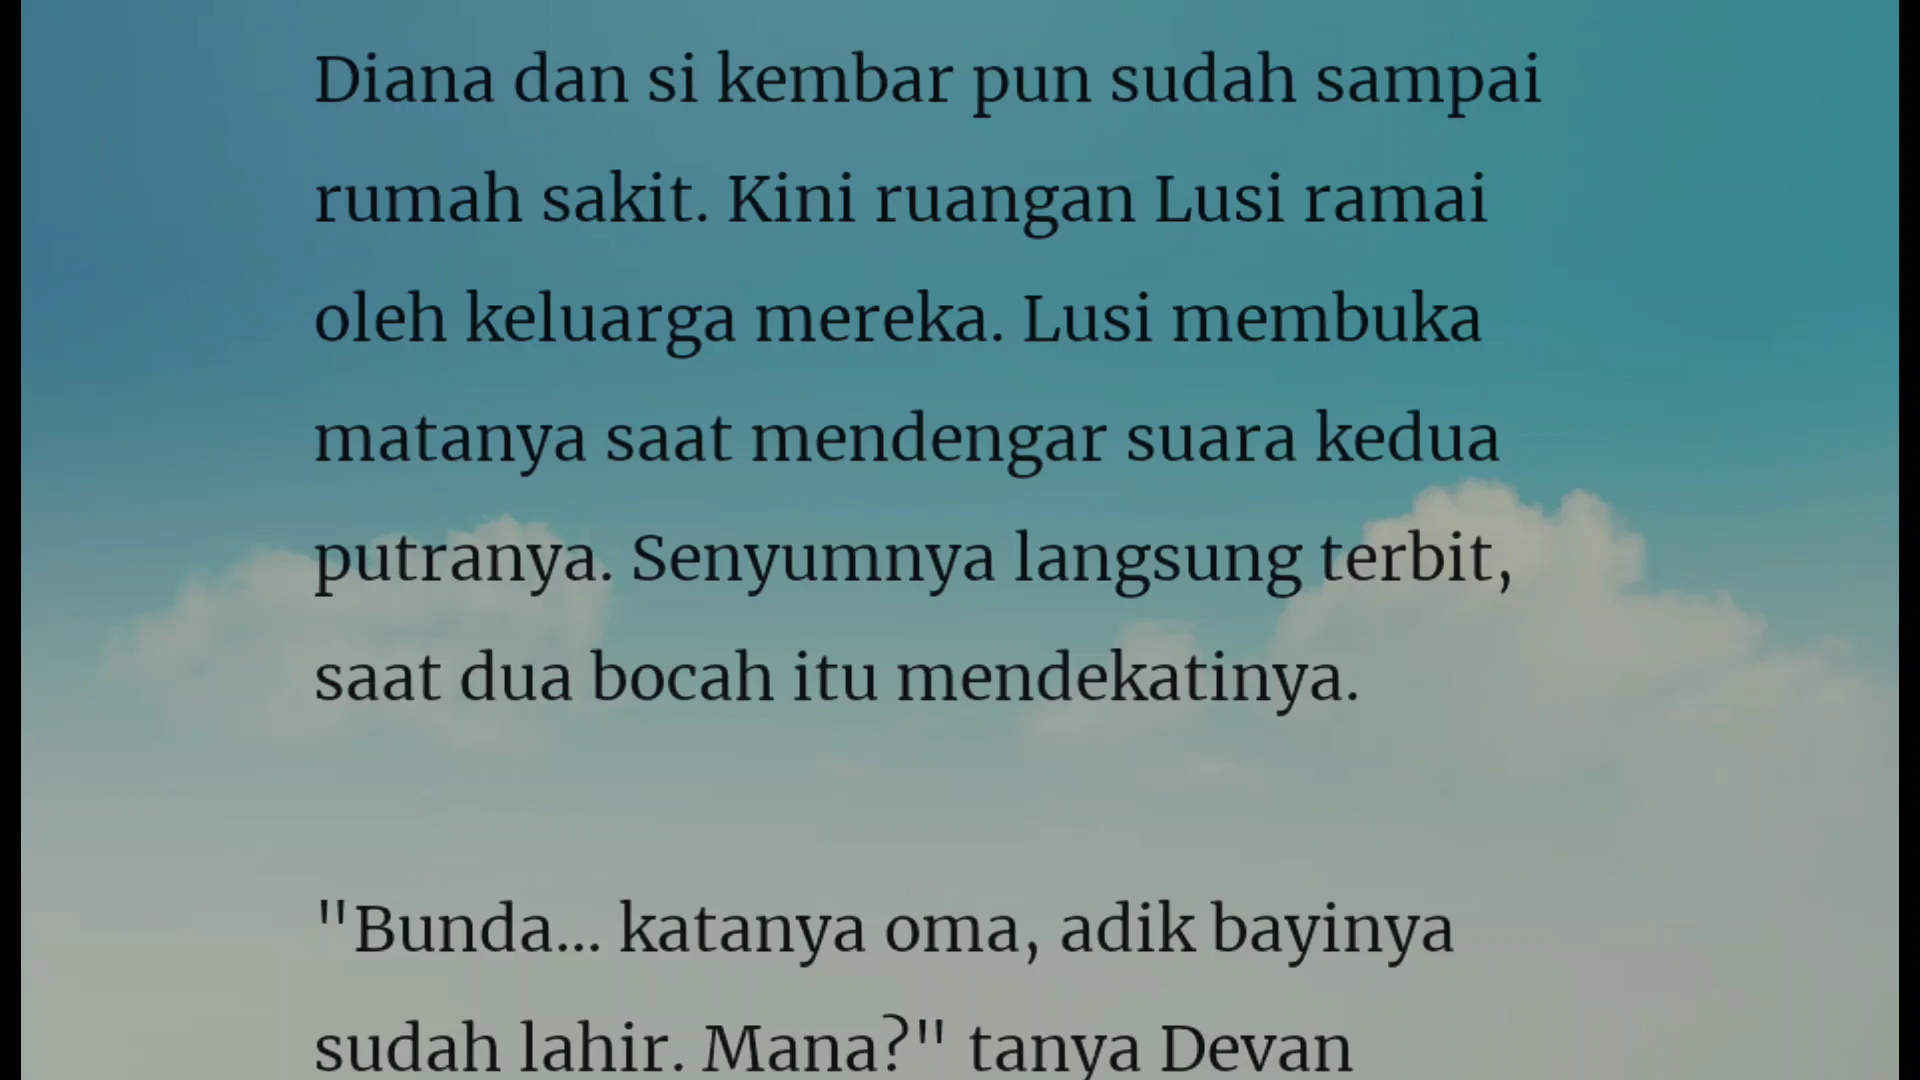 Diana dan si kembar pun sudah sampai
rumah sakit. Kini ruangan Lusi ramai
oleh keluarga mereka. Lusi membuka
matanya saat mendengar suara kedua
putranya. Senyumnya langsung terbit,
saat dua bocah itu mendekatinya.
"Bunda... katanya oma, adik bayinya
sudah lahir. Mana?" tanya Devan